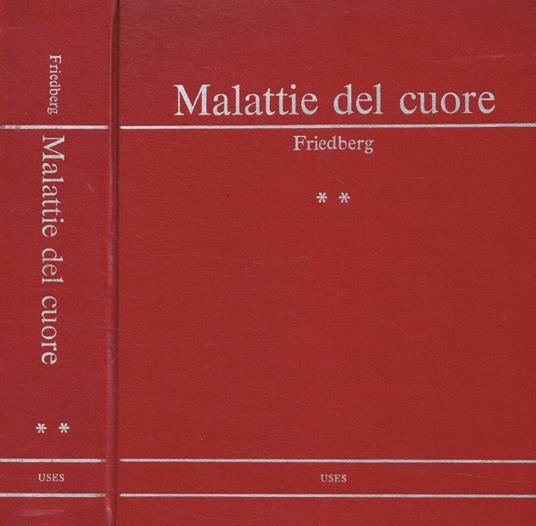 Friedberg
Malattie del cuore
* *
USES
Malattie del cuore
Friedberg
* *
USES